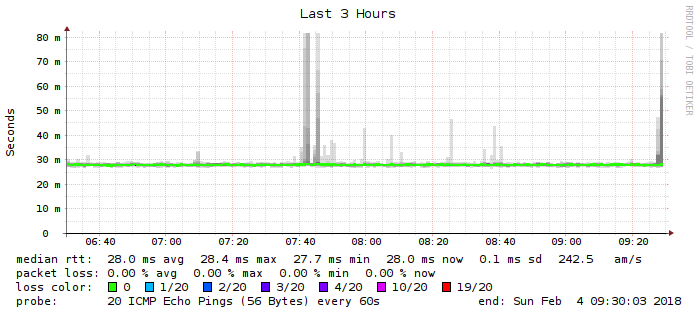 Last 3 Hours
RRDTOOL / TOBI OETIKER
Seconds
80 m
70 m
60 m
50 m
40 m
30 m
20 m
10 m
0
06:40 07:00 07:20 07:40 08:00 08:20 08:40 09:00 09:20
median rtt: 28.0 ms avg 28.4 ms max 27.7 ms min 28.0 ms now 0.1 ms sd 242.5 am/s
packet loss: 0.00 % avg 0.00 % max 0.00 % min 0.00 % now
loss color: 0 1/20 2/20 3/20 4/20 10/20 19/20
probe: 20 ICMP Echo Pings (56 Bytes) every 60s end: Sun Feb 4 09:30:03 2018